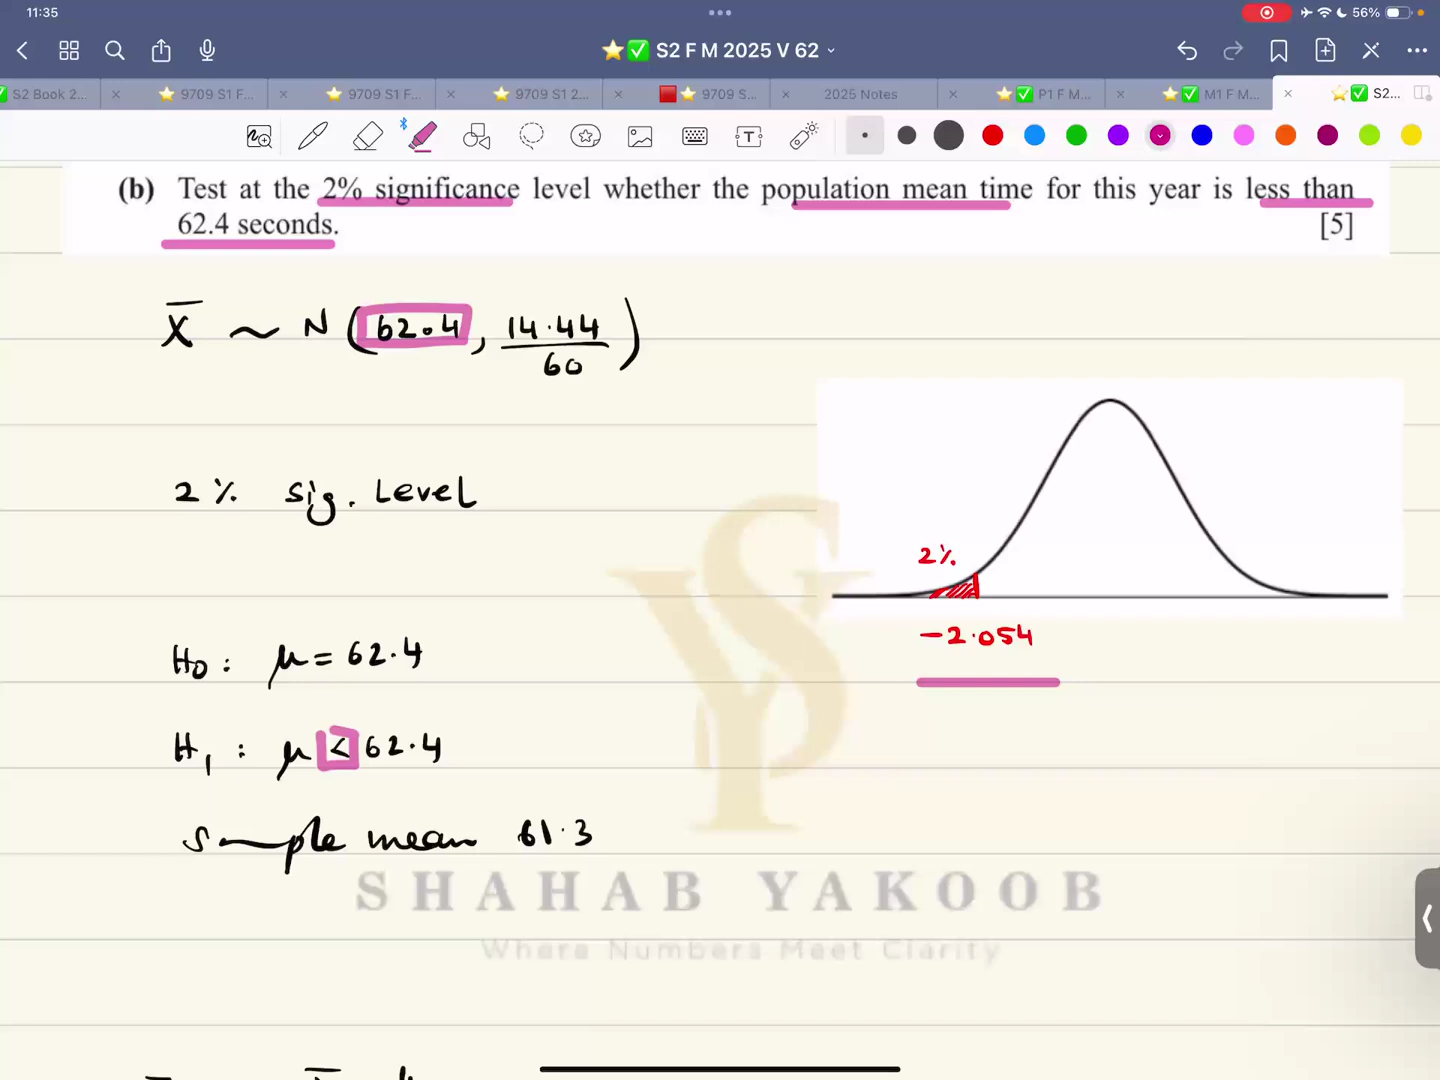 11:35
56%
S2 F M 2025 V 62
S2 Book 2...
9709 S1 F...
9709 S1 F...
9709 S1 2...
9709 S...
2025 Notes
P1 F M...
M1 F M...
S2...
(b) Test at the 2% significance level whether the population mean time for this year is less than
62.4 seconds. [5]
X̄ ~ N (62.4, 14.44/60)
2% sig. Level
2%
-2.054
H₀ : μ = 62.4
H₁ : μ < 62.4
Sample mean 61.3
SHAHAB YAKOOB
Where Numbers Meet Clarity